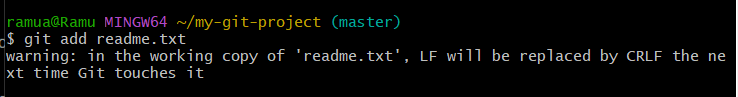 ramua@Ramu MINGW64 ~/my-git-project (master)
$ git add readme.txt
warning: in the working copy of 'readme.txt', LF will be replaced by CRLF the ne
xt time Git touches it